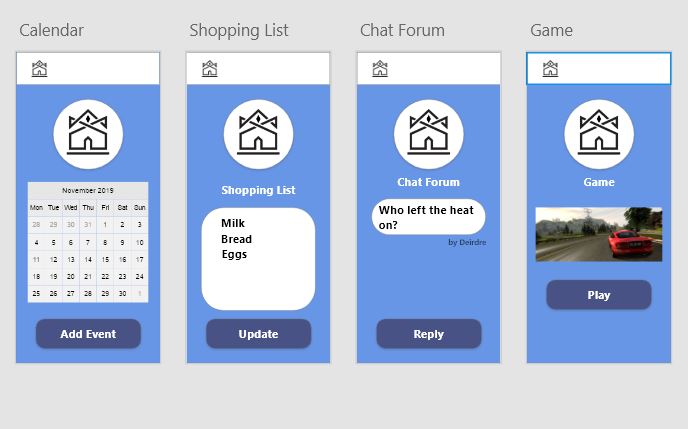 Calendar
Shopping List
Chat Forum
Game
November 2019
Mon Tue Wed Thu Fri Sat Sun
28 29 30 31 1 2 3
4 5 6 7 8 9 10
11 12 13 14 15 16 17
18 19 20 21 22 23 24
25 26 27 28 29 30 1
Add Event
Shopping List
Milk
Bread
Eggs
Update
Chat Forum
Who left the heat
on?
by Deirdre
Reply
Game
Play